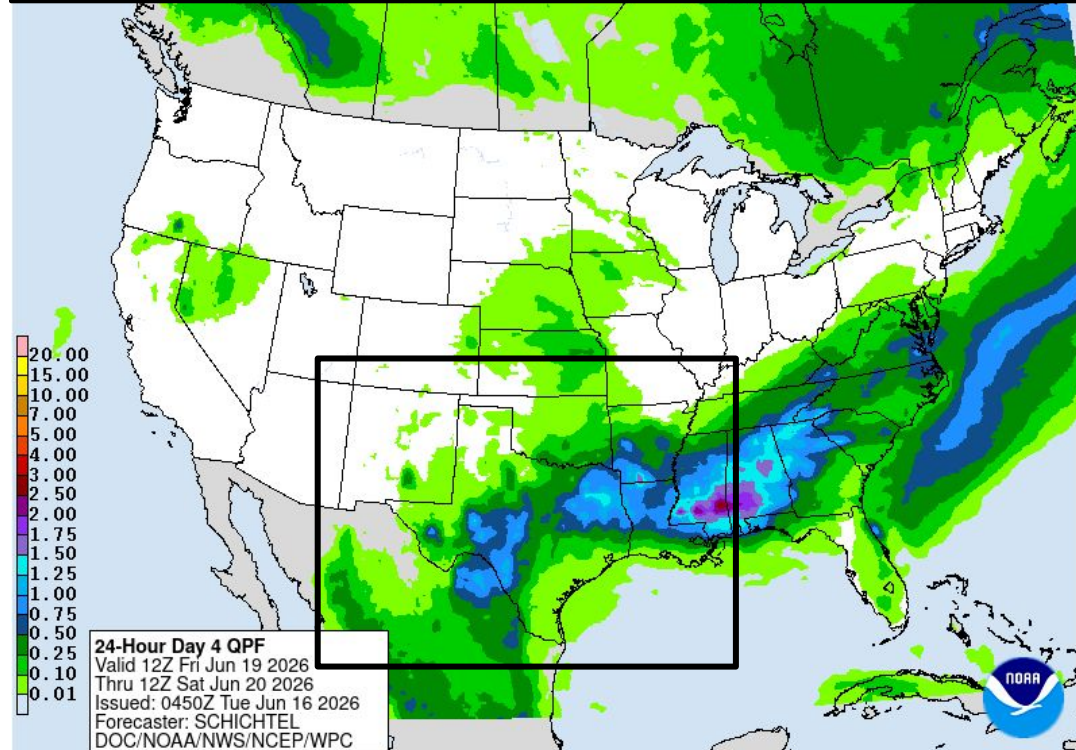 20.00
15.00
10.00
7.00
5.00
4.00
3.00
2.50
2.00
1.75
1.50
1.25
1.00
0.75
0.50
0.25
0.10
0.01
24-Hour Day 4 QPF
Valid 12Z Fri Jun 19 2026
Thru 12Z Sat Jun 20 2026
Issued: 0450Z Tue Jun 16 2026
Forecaster: SCHICHTEL
DOC/NOAA/NWS/NCEP/WPC
NOAA